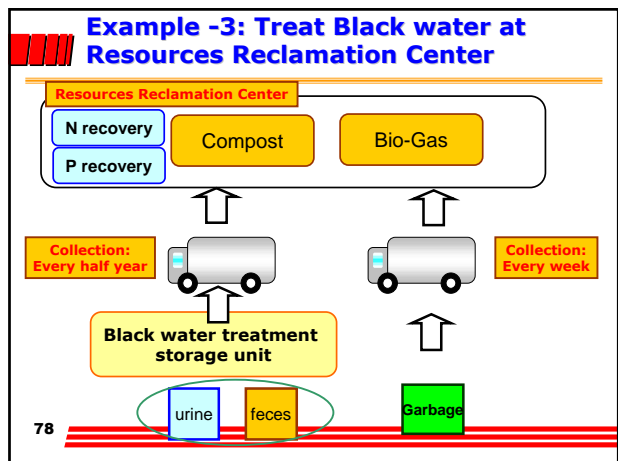 Example -3: Treat Black water at
Resources Reclamation Center
Resources Reclamation Center
N recovery
P recovery
Compost
Bio-Gas
Collection:
Every half year
Collection:
Every week
Black water treatment
storage unit
urine
feces
Garbage
78